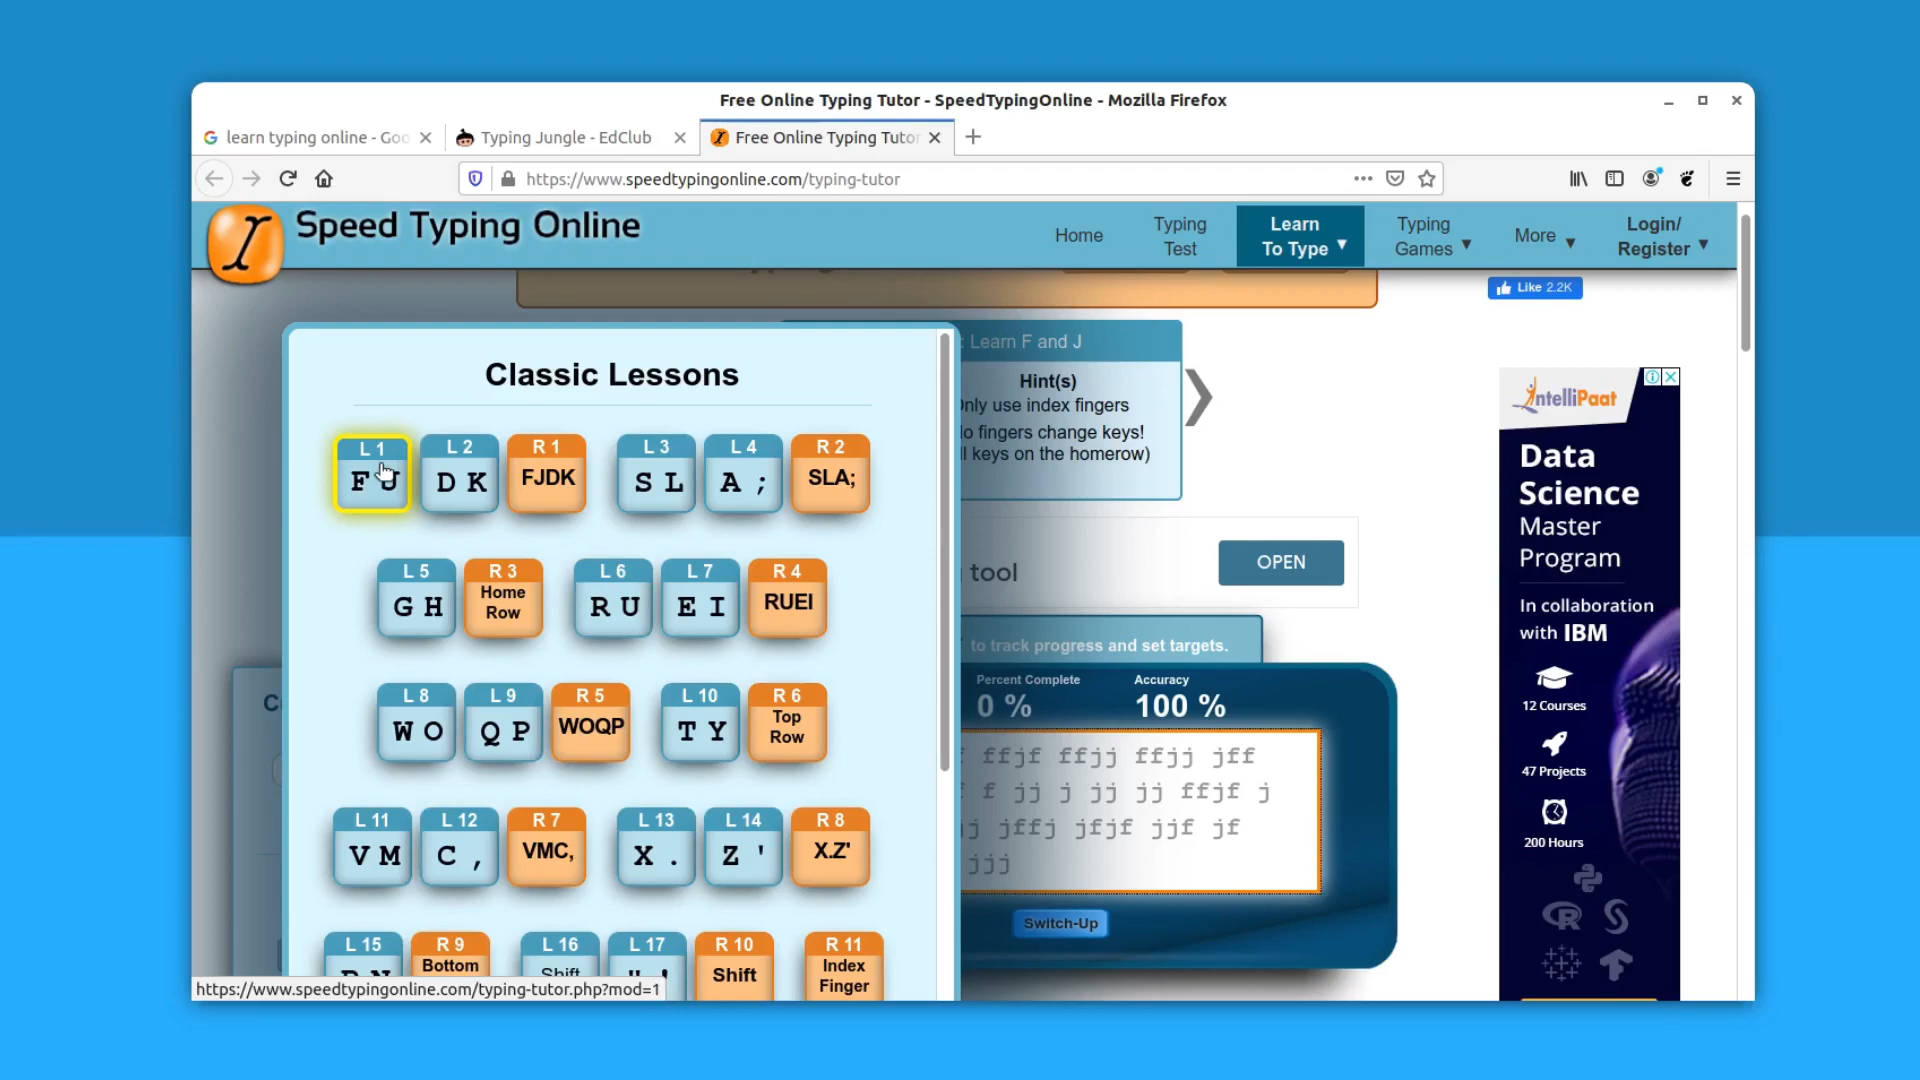 Free Online Typing Tutor - SpeedTypingOnline - Mozilla Firefox
learn typing online - Goo
Typing Jungle - EdClub
Free Online Typing Tutor
https://www.speedtypingonline.com/typing-tutor
Speed Typing Online
Home
Typing
Test
Learn
To Type ▼
Typing
Games ▼
More ▼
Login/
Register ▼
Like 2.2K
Classic Lessons
: Learn F and J
Hint(s)
Only use index fingers
fingers change keys!
keys on the homerow)
L 1
F J
L 2
D K
R 1
FJDK
L 3
S L
L 4
A ;
R 2
SLA;
L 5
G H
R 3
Home
Row
L 6
R U
L 7
E I
R 4
RUEI
L 8
W O
L 9
Q P
R 5
WOQP
L 10
T Y
R 6
Top
Row
L 11
V M
L 12
C ,
R 7
VMC,
L 13
X .
L 14
Z '
R 8
X.Z'
L 15
R 9
Bottom
L 16
Shift
L 17
R 10
Shift
R 11
Index
Finger
tool
OPEN
to track progress and set targets.
Percent Complete
0 %
Accuracy
100 %
ffjf ffjj ffjj jff
f jj j jj jj ffjf j
jffj jfjf jjf jf
jjj
Switch-Up
intelliPaat
Data
Science
Master
Program
In collaboration
with IBM
12 Courses
47 Projects
200 Hours
https://www.speedtypingonline.com/typing-tutor.php?mod=1